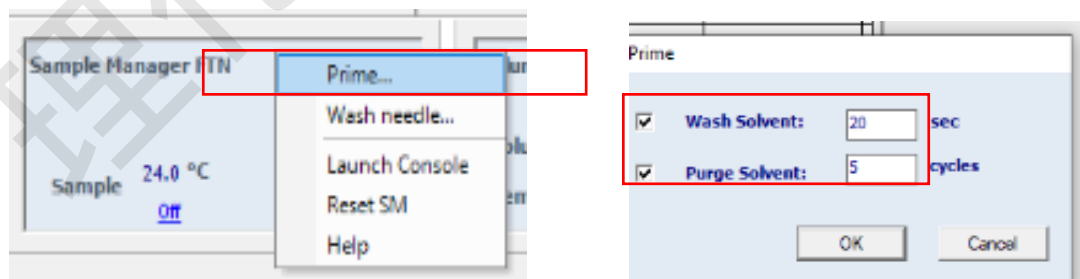 Sample Manager FTN
Prime...
Wash needle...
Launch Console
Reset SM
Help
Sample
24.0 °C
Off
Prime
Wash Solvent: 20 sec
Purge Solvent: 5 cycles
OK Cancel